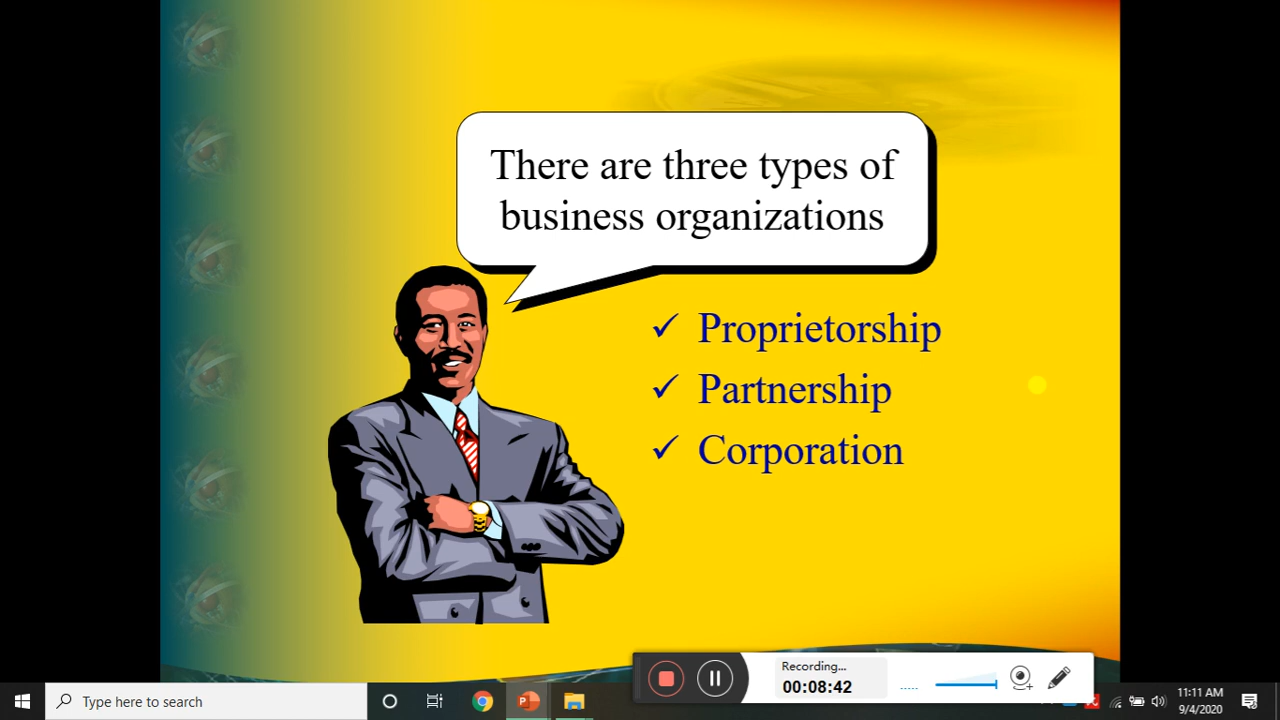 There are three types of
business organizations
✓ Proprietorship
✓ Partnership
✓ Corporation
Recording...
00:08:42
Type here to search
11:11 AM
9/4/2020